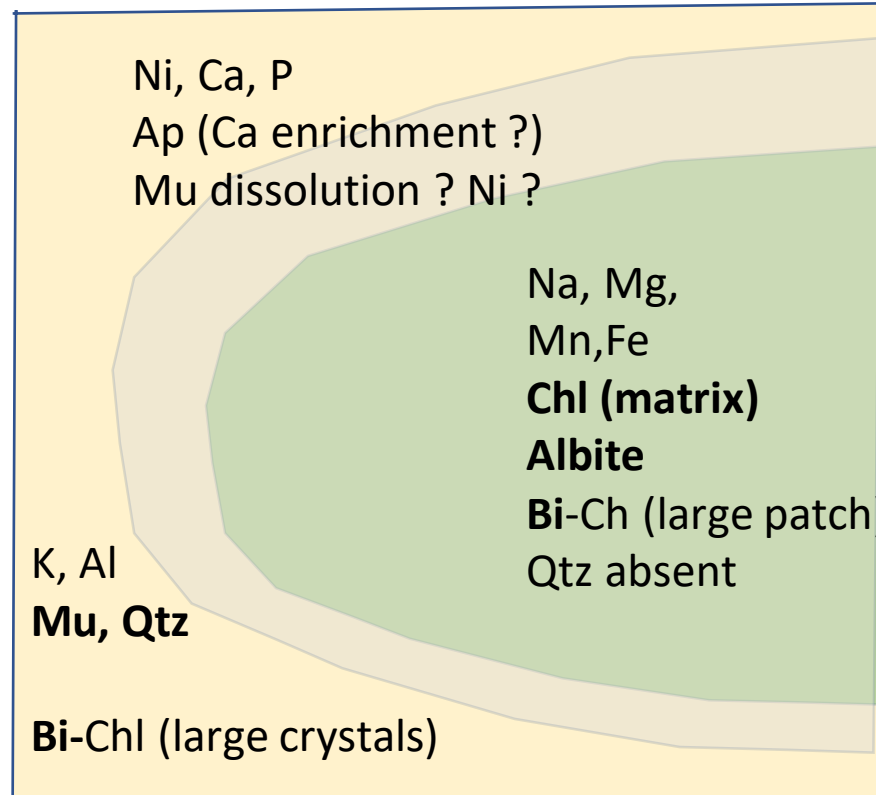 Ni, Ca, P
Ap (Ca enrichment ?)
Mu dissolution ? Ni ?
Na, Mg,
Mn,Fe
Chl (matrix)
Albite
Bi-Ch (large patch)
Qtz absent
K, Al
Mu, Qtz
Bi-Chl (large crystals)